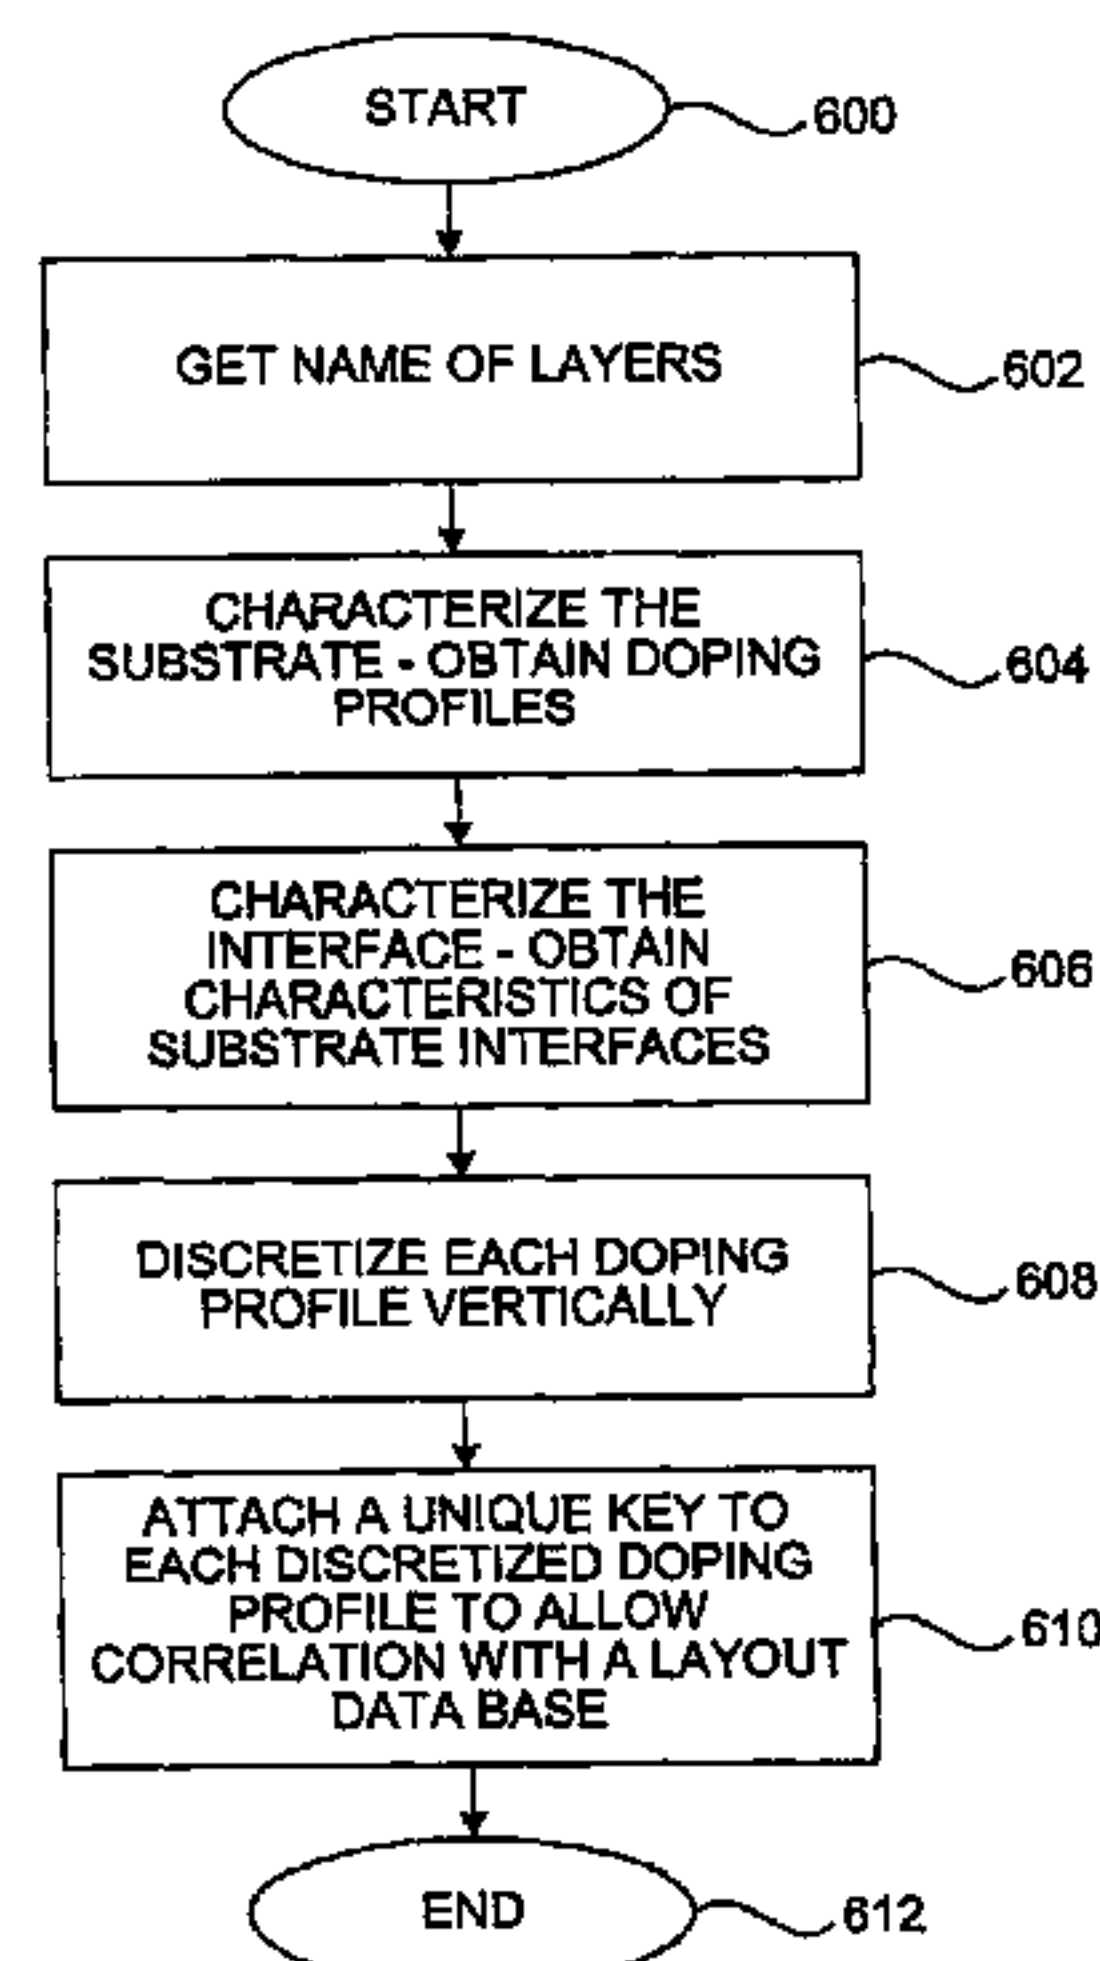 START
600
GET NAME OF LAYERS
602
CHARACTERIZE THE
SUBSTRATE - OBTAIN DOPING
PROFILES
604
CHARACTERIZE THE
INTERFACE - OBTAIN
CHARACTERISTICS OF
SUBSTRATE INTERFACES
606
DISCRETIZE EACH DOPING
PROFILE VERTICALLY
608
ATTACH A UNIQUE KEY TO
EACH DISCRETIZED DOPING
PROFILE TO ALLOW
CORRELATION WITH A LAYOUT
DATA BASE
610
END
612